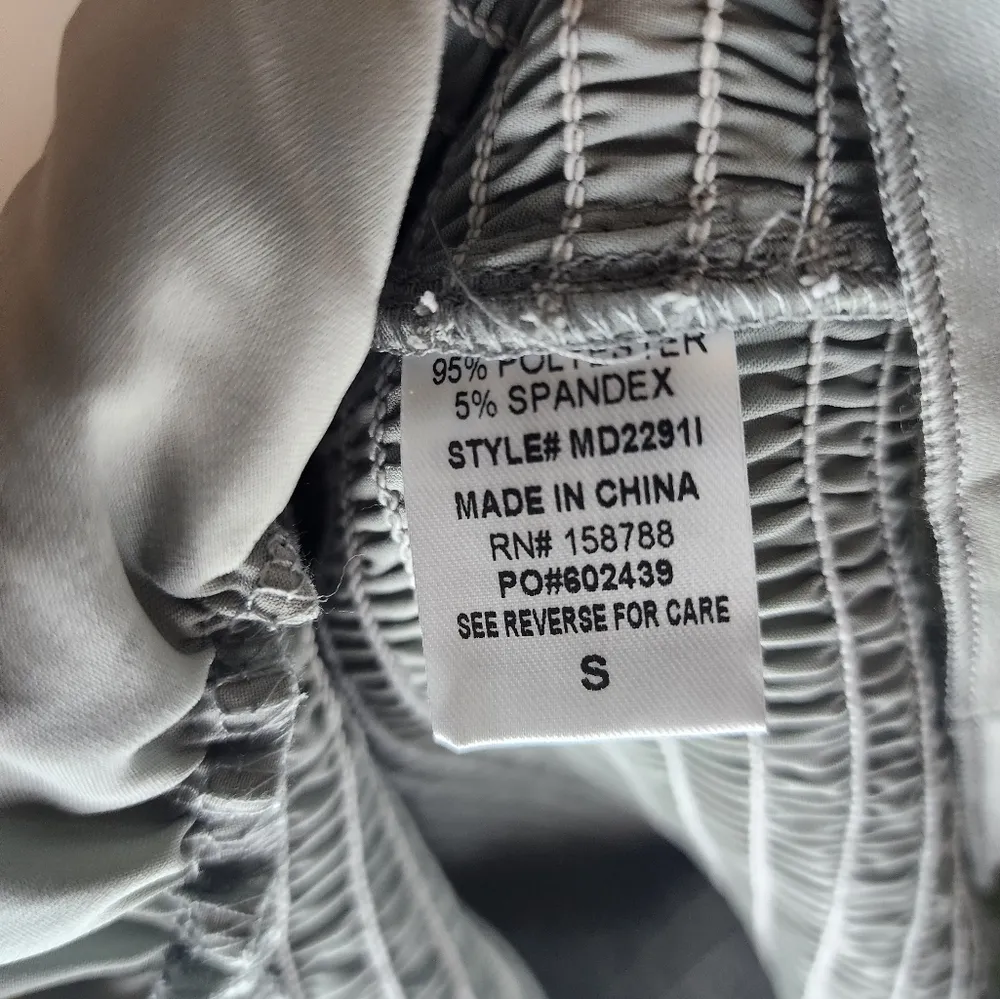 95% POLYESTER
5% SPANDEX
STYLE# MD2291I
MADE IN CHINA
RN# 158788
PO#602439
SEE REVERSE FOR CARE
S